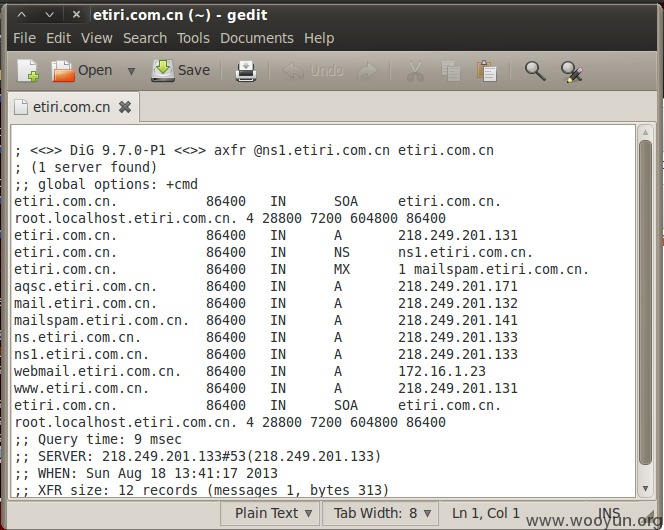 etiri.com.cn (~) - gedit
File Edit View Search Tools Documents Help
Open Save Undo
etiri.com.cn
; <<>> DiG 9.7.0-P1 <<>> axfr @ns1.etiri.com.cn etiri.com.cn
; (1 server found)
;; global options: +cmd
etiri.com.cn. 86400 IN SOA etiri.com.cn.
root.localhost.etiri.com.cn. 4 28800 7200 604800 86400
etiri.com.cn. 86400 IN A 218.249.201.131
etiri.com.cn. 86400 IN NS ns1.etiri.com.cn.
etiri.com.cn. 86400 IN MX 1 mailspam.etiri.com.cn.
aqsc.etiri.com.cn. 86400 IN A 218.249.201.171
mail.etiri.com.cn. 86400 IN A 218.249.201.132
mailspam.etiri.com.cn. 86400 IN A 218.249.201.141
ns.etiri.com.cn. 86400 IN A 218.249.201.133
ns1.etiri.com.cn. 86400 IN A 218.249.201.133
webmail.etiri.com.cn. 86400 IN A 172.16.1.23
www.etiri.com.cn. 86400 IN A 218.249.201.131
etiri.com.cn. 86400 IN SOA etiri.com.cn.
root.localhost.etiri.com.cn. 4 28800 7200 604800 86400
;; Query time: 9 msec
;; SERVER: 218.249.201.133#53(218.249.201.133)
;; WHEN: Sun Aug 18 13:41:17 2013
;; XFR size: 12 records (messages 1, bytes 313)
Plain Text Tab Width: 8 Ln 1, Col 1 INS
www.wooyun.org